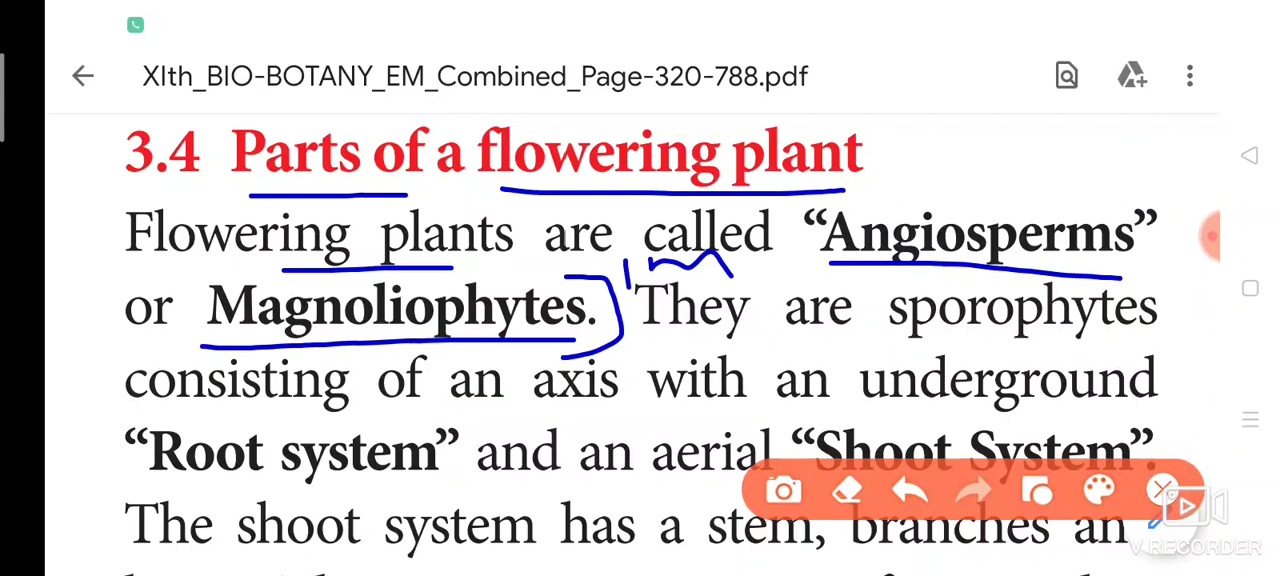 XIth_BIO-BOTANY_EM_Combined_Page-320-788.pdf
3.4 Parts of a flowering plant
Flowering plants are called “Angiosperms”
or Magnoliophytes. They are sporophytes
consisting of an axis with an underground
“Root system” and an aerial “Shoot System”.
The shoot system has a stem, branches an
V RECORDER